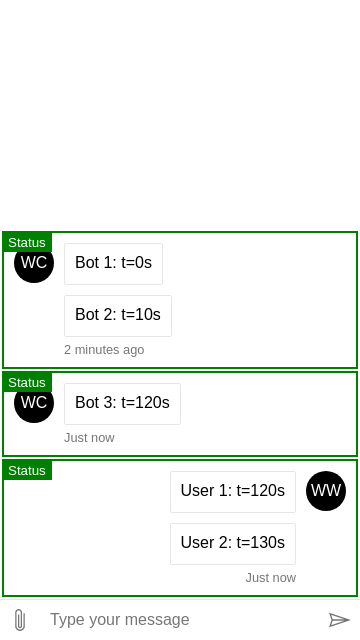 Status
WC
Bot 1: t=0s
Bot 2: t=10s
2 minutes ago
Status
WC
Bot 3: t=120s
Just now
Status
User 1: t=120s
WW
User 2: t=130s
Just now
Type your message